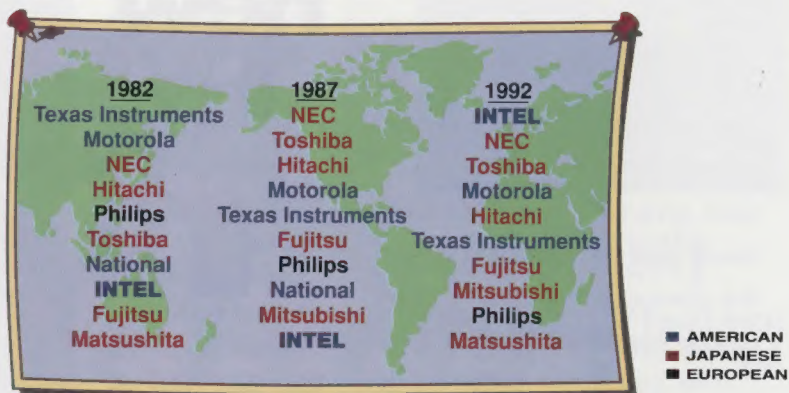 1982
Texas Instruments
Motorola
NEC
Hitachi
Philips
Toshiba
National
INTEL
Fujitsu
Matsushita
1987
NEC
Toshiba
Hitachi
Motorola
Texas Instruments
Fujitsu
Philips
National
Mitsubishi
INTEL
1992
INTEL
NEC
Toshiba
Motorola
Hitachi
Texas Instruments
Fujitsu
Mitsubishi
Philips
Matsushita
AMERICAN
JAPANESE
EUROPEAN